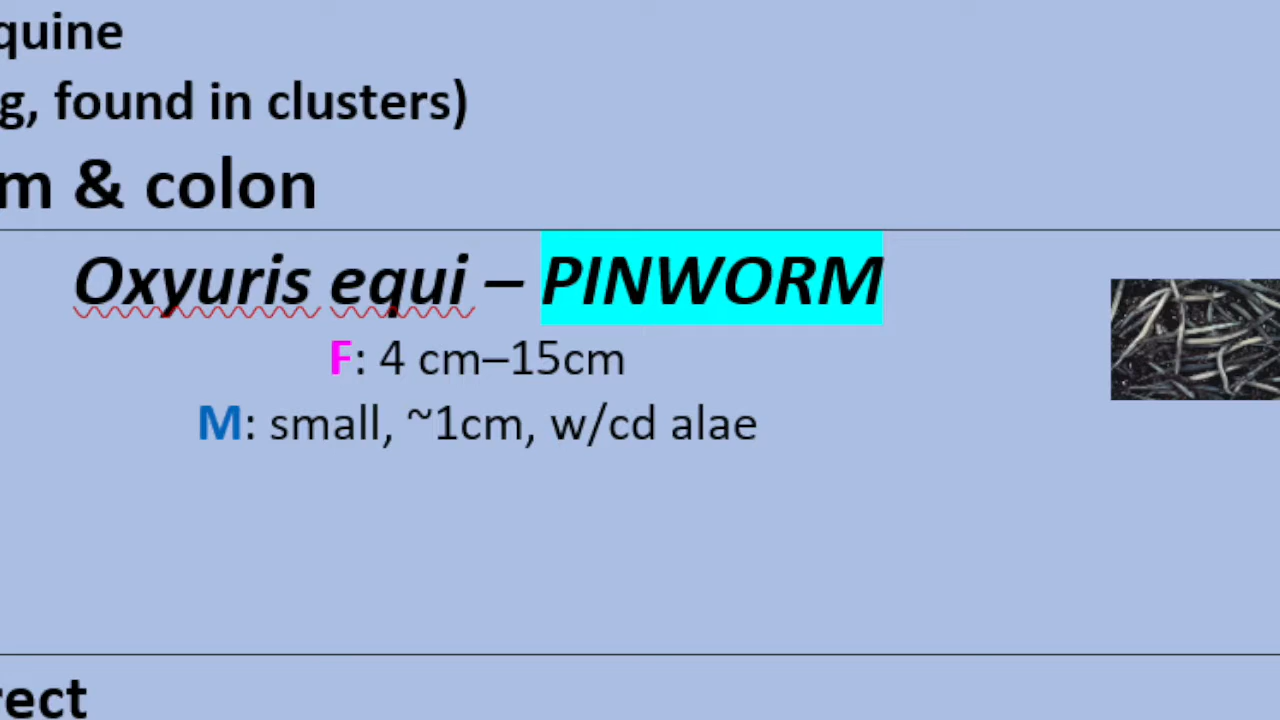 quine
g, found in clusters)
m & colon
Oxyuris equi – PINWORM
F: 4 cm–15cm
M: small, ~1cm, w/cd alae
rect